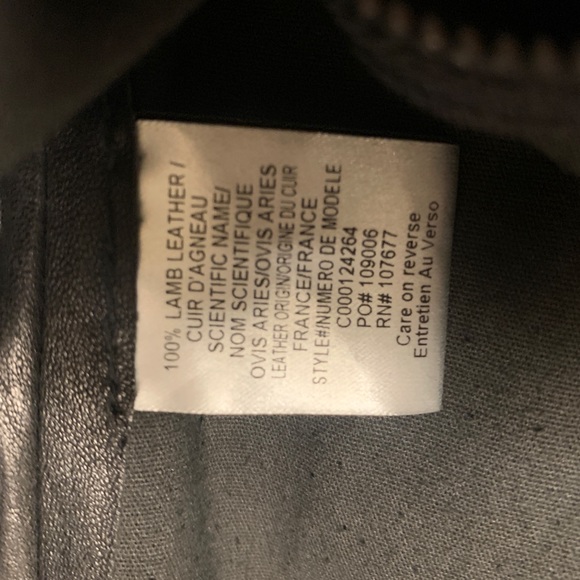 100% LAMB LEATHER /
CUIR D'AGNEAU
SCIENTIFIC NAME/
NOM SCIENTIFIQUE
OVIS ARIES/OVIS ARIES
LEATHER ORIGIN/ORIGINE DU CUIR
FRANCE/FRANCE
STYLE#/NUMERO DE MODELE
C000124264
PO# 109006
RN# 107677
Care on reverse
Entretien Au Verso